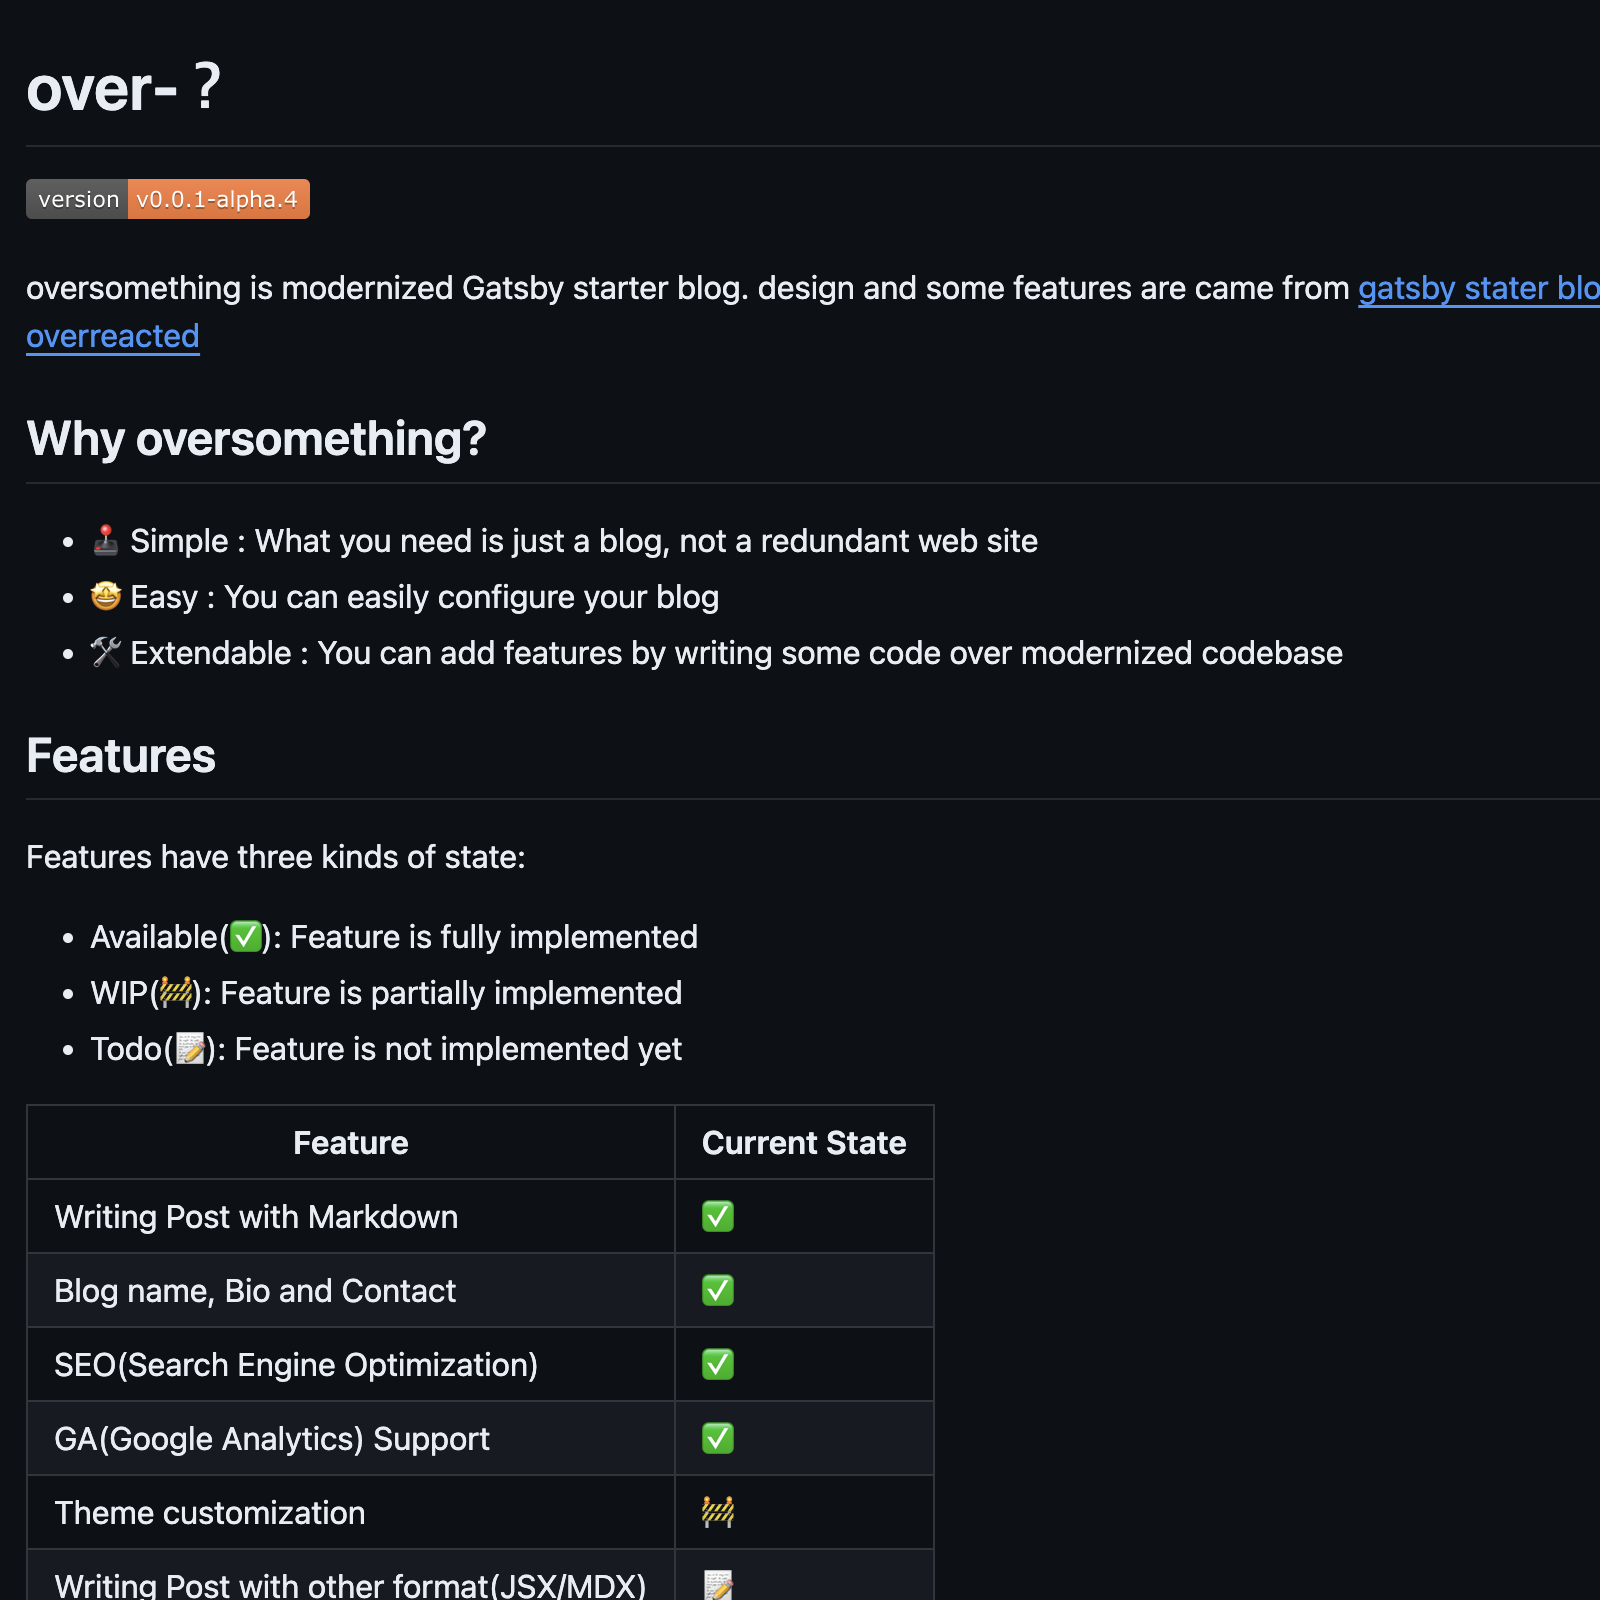 over-？
version v0.0.1-alpha.4
oversomething is modernized Gatsby starter blog. design and some features are came from gatsby stater blo
overreacted
Why oversomething?
• 🕹️ Simple : What you need is just a blog, not a redundant web site
• 🤩 Easy : You can easily configure your blog
• 🛠️ Extendable : You can add features by writing some code over modernized codebase
Features
Features have three kinds of state:
• Available(✅): Feature is fully implemented
• WIP(🚧): Feature is partially implemented
• Todo(📝): Feature is not implemented yet
Feature Current State
Writing Post with Markdown ✅
Blog name, Bio and Contact ✅
SEO(Search Engine Optimization) ✅
GA(Google Analytics) Support ✅
Theme customization 🚧
Writing Post with other format(JSX/MDX) 📝